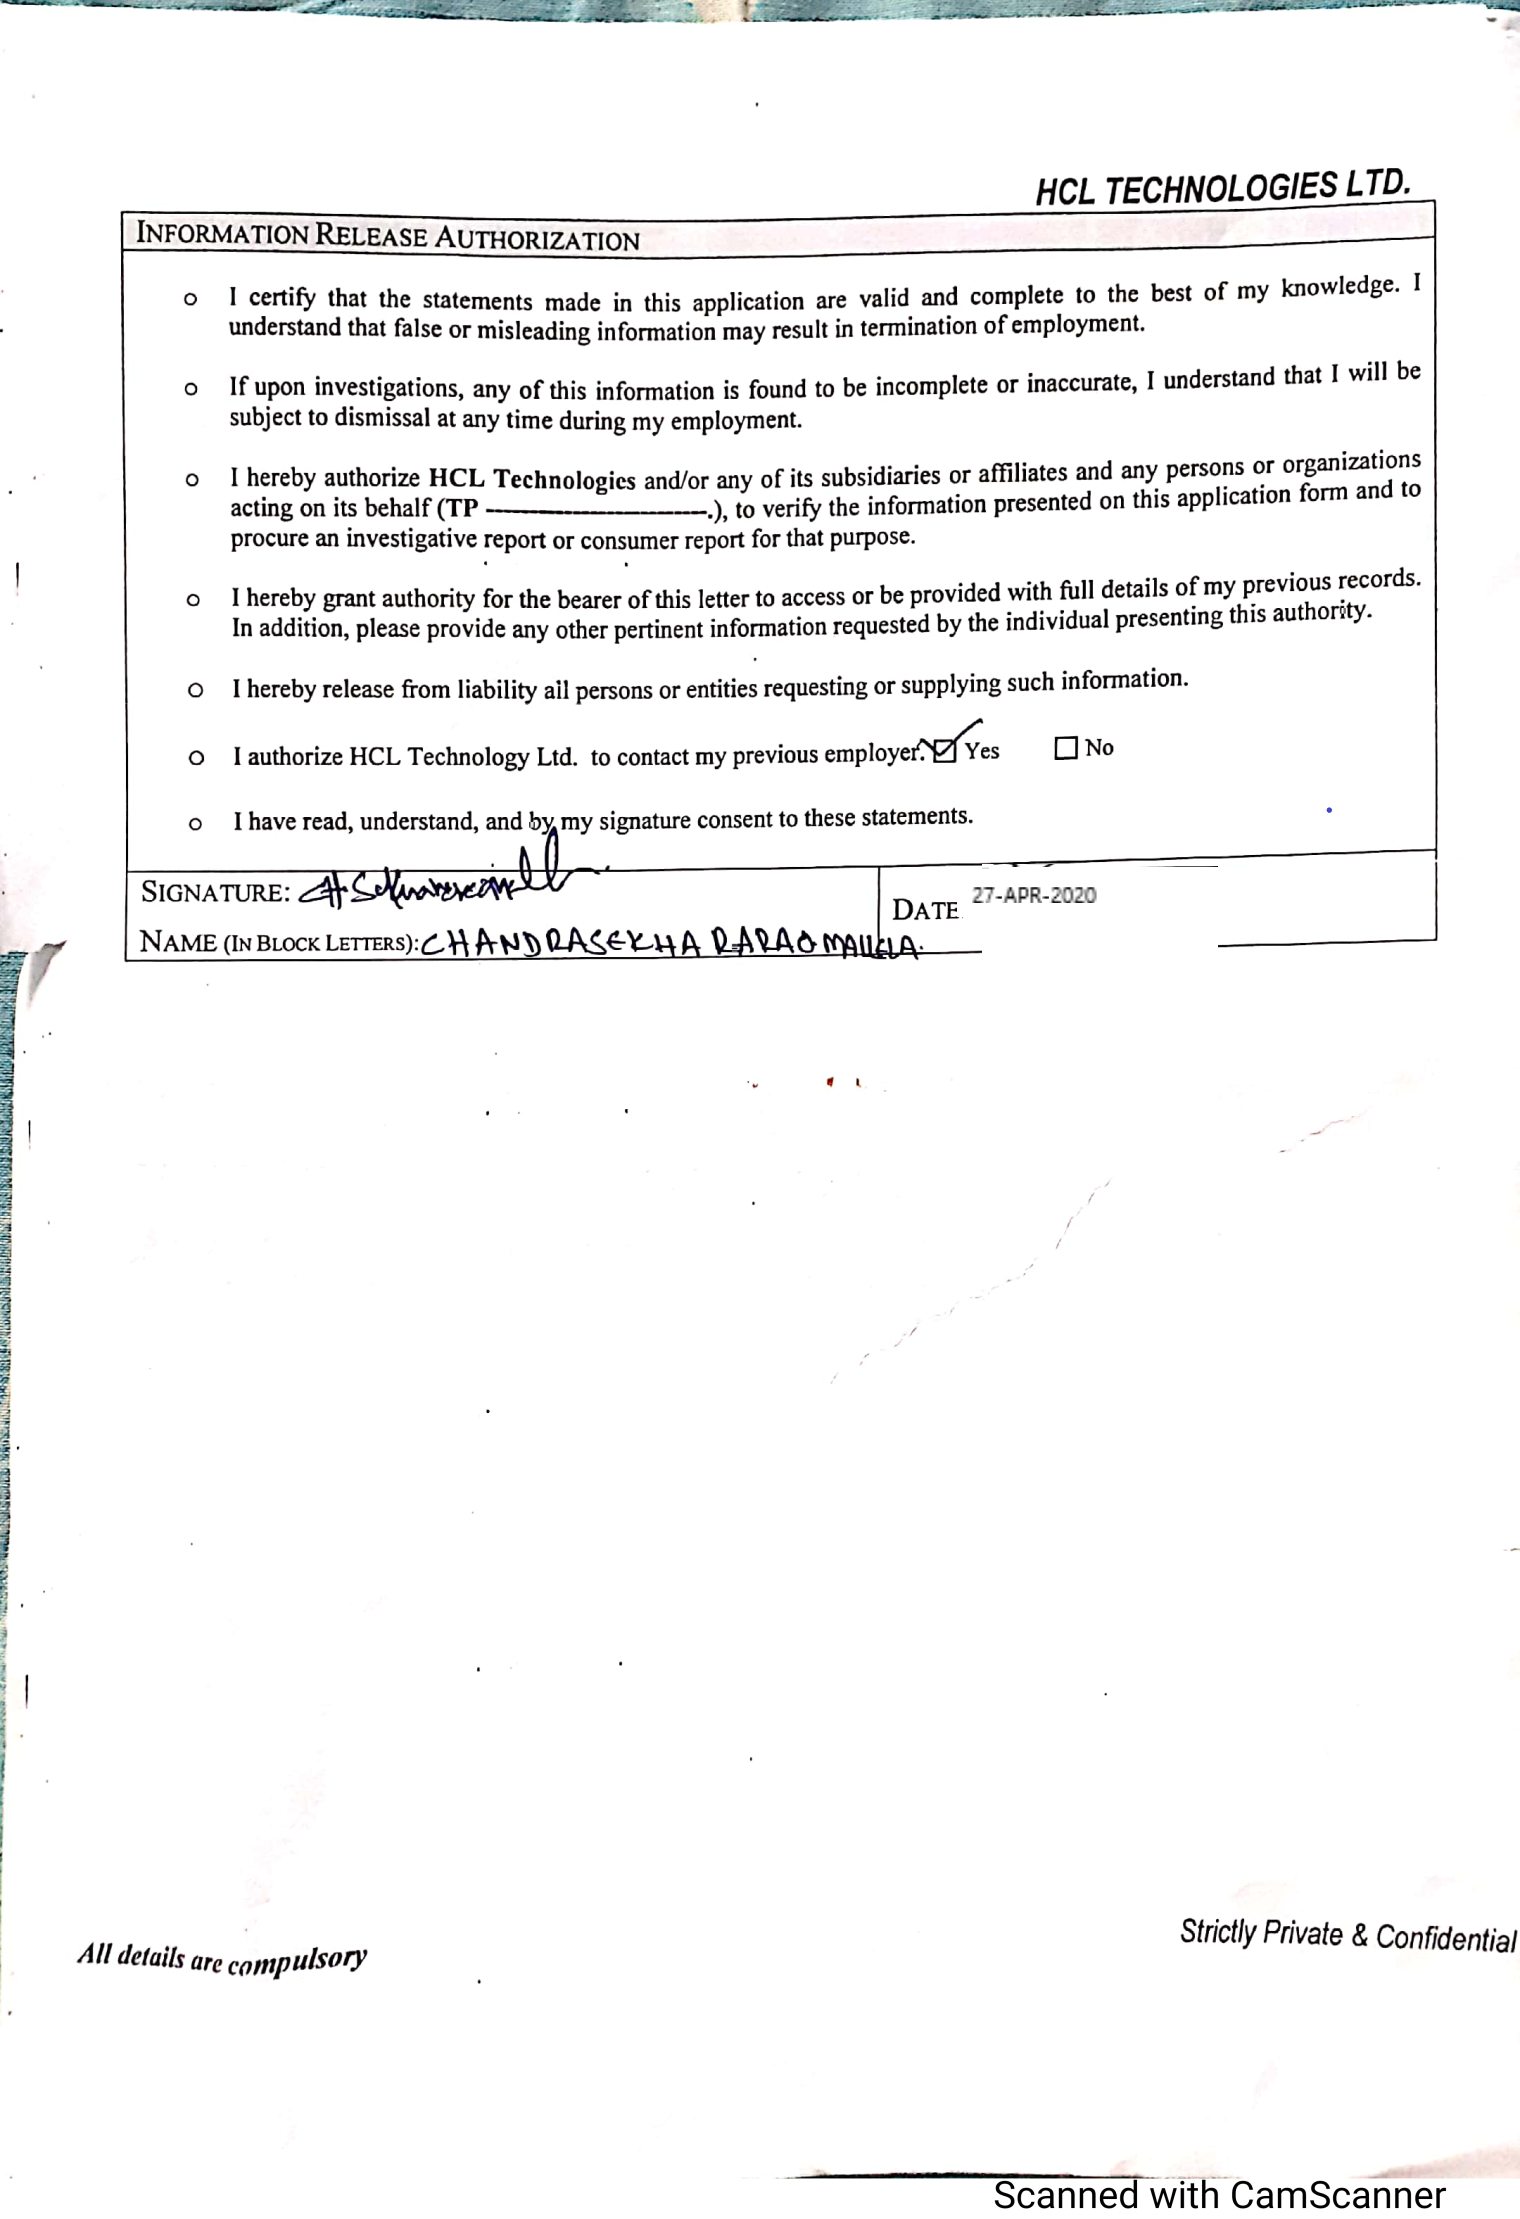 HCL TECHNOLOGIES LTD.
INFORMATION RELEASE AUTHORIZATION
o I certify that the statements made in this application are valid and complete to the best of my knowledge. I
understand that false or misleading information may result in termination of employment.
o If upon investigations, any of this information is found to be incomplete or inaccurate, I understand that I will be
subject to dismissal at any time during my employment.
o I hereby authorize HCL Technologies and/or any of its subsidiaries or affiliates and any persons or organizations
acting on its behalf (TP ————————.), to verify the information presented on this application form and to
procure an investigative report or consumer report for that purpose.
o I hereby grant authority for the bearer of this letter to access or be provided with full details of my previous records.
In addition, please provide any other pertinent information requested by the individual presenting this authority.
o I hereby release from liability all persons or entities requesting or supplying such information.
o I authorize HCL Technology Ltd. to contact my previous employer. ☑ Yes ☐ No
o I have read, understand, and by my signature consent to these statements.
SIGNATURE:
DATE 27-APR-2020
NAME (IN BLOCK LETTERS): CHANDRASEKHARARAO MALLELA.
All details are compulsory
Strictly Private & Confidential
Scanned with CamScanner